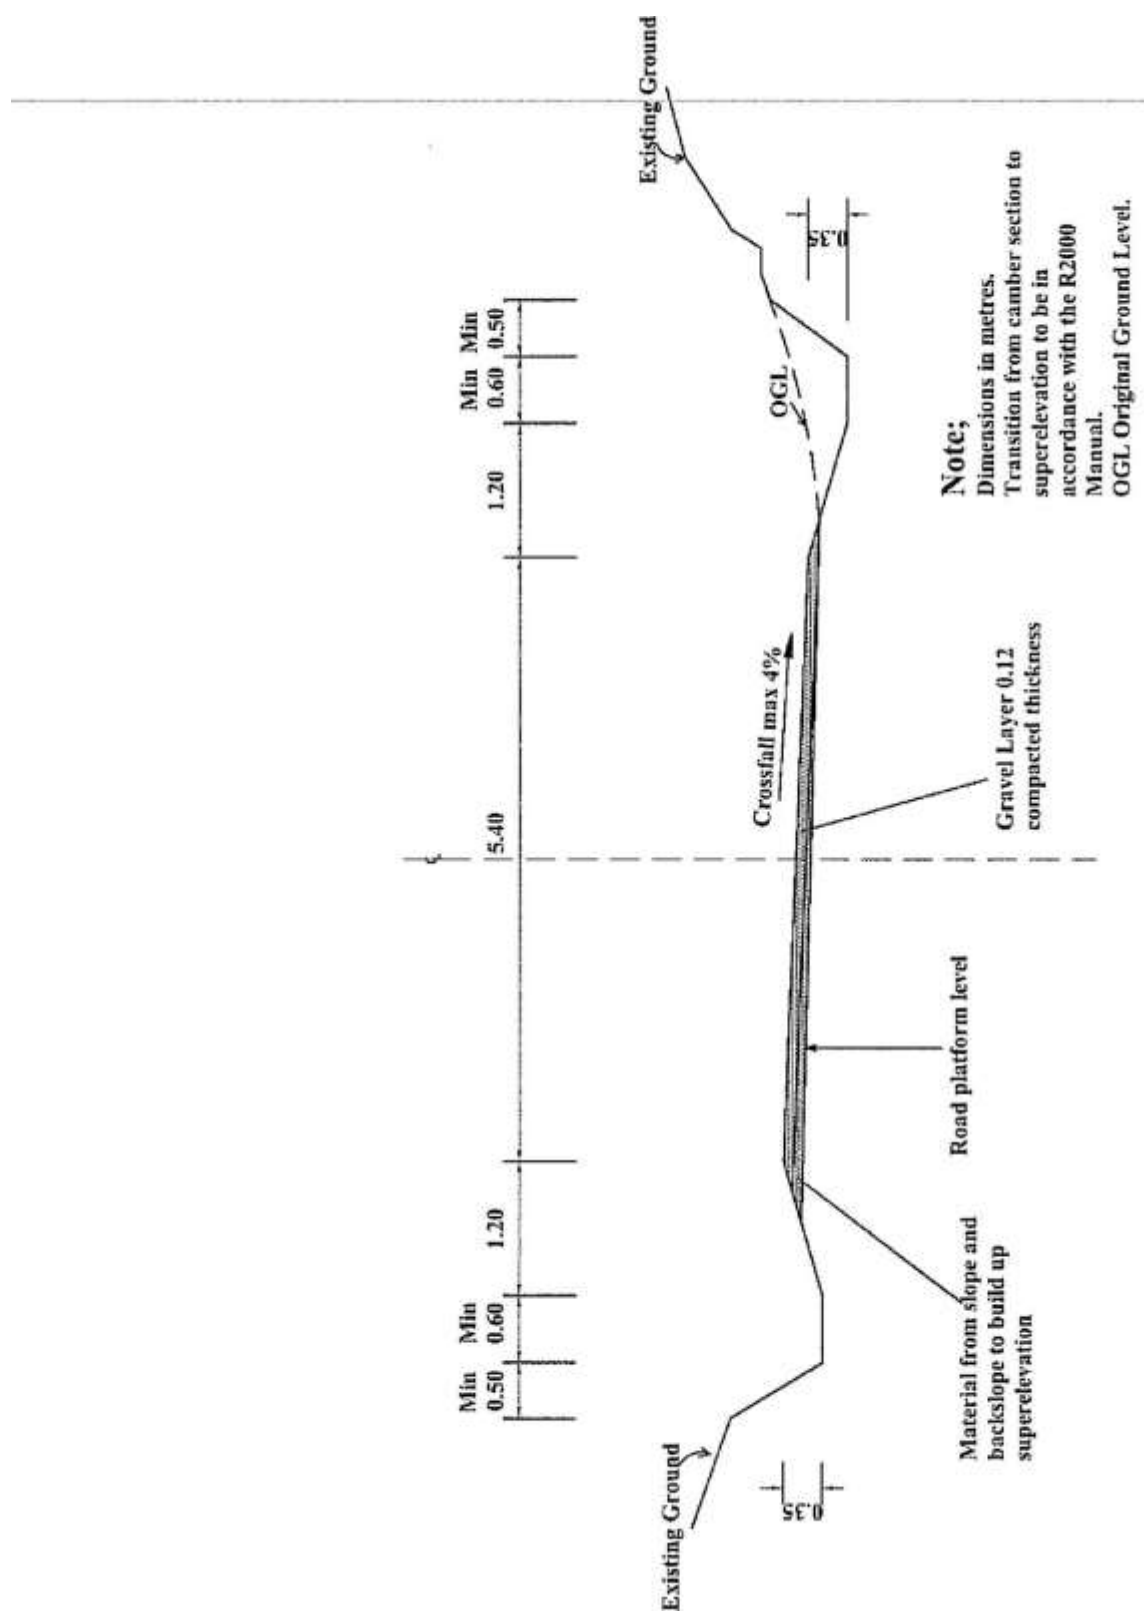 Min Min
0.50 0.60 1.20 5.40 1.20
Min Min
0.60 0.50
Existing Ground
Existing Ground
OGL
Crossfall max 4%
0.35
0.35
Material from slope and
backslope to build up
superelevation
Road platform level
Gravel Layer 0.12
compacted thickness
Note;
Dimensions in metres.
Transition from camber section to
superelevation to be in
accordance with the R2000
Manual.
OGL Original Ground Level.